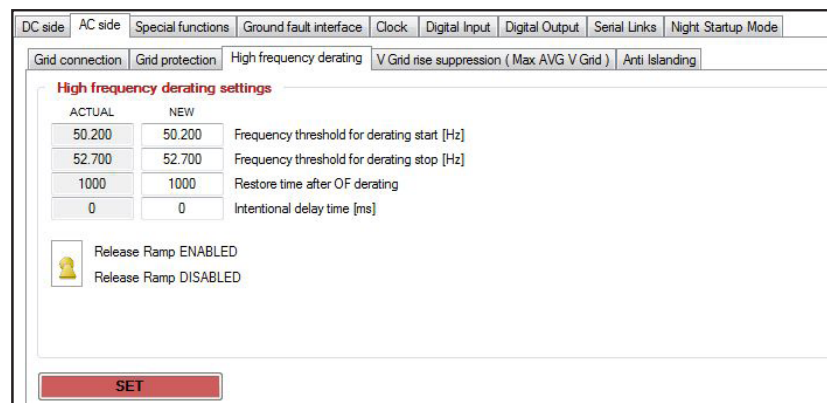 DC side AC side Special functions Ground fault interface Clock Digital Input Digital Output Serial Links Night Startup Mode
Grid connection Grid protection High frequency derating V Grid rise suppression ( Max AVG V Grid ) Anti Islanding
High frequency derating settings
ACTUAL NEW
50.200 50.200 Frequency threshold for derating start [Hz]
52.700 52.700 Frequency threshold for derating stop [Hz]
1000 1000 Restore time after OF derating
0 0 Intentional delay time [ms]
Release Ramp ENABLED
Release Ramp DISABLED
SET